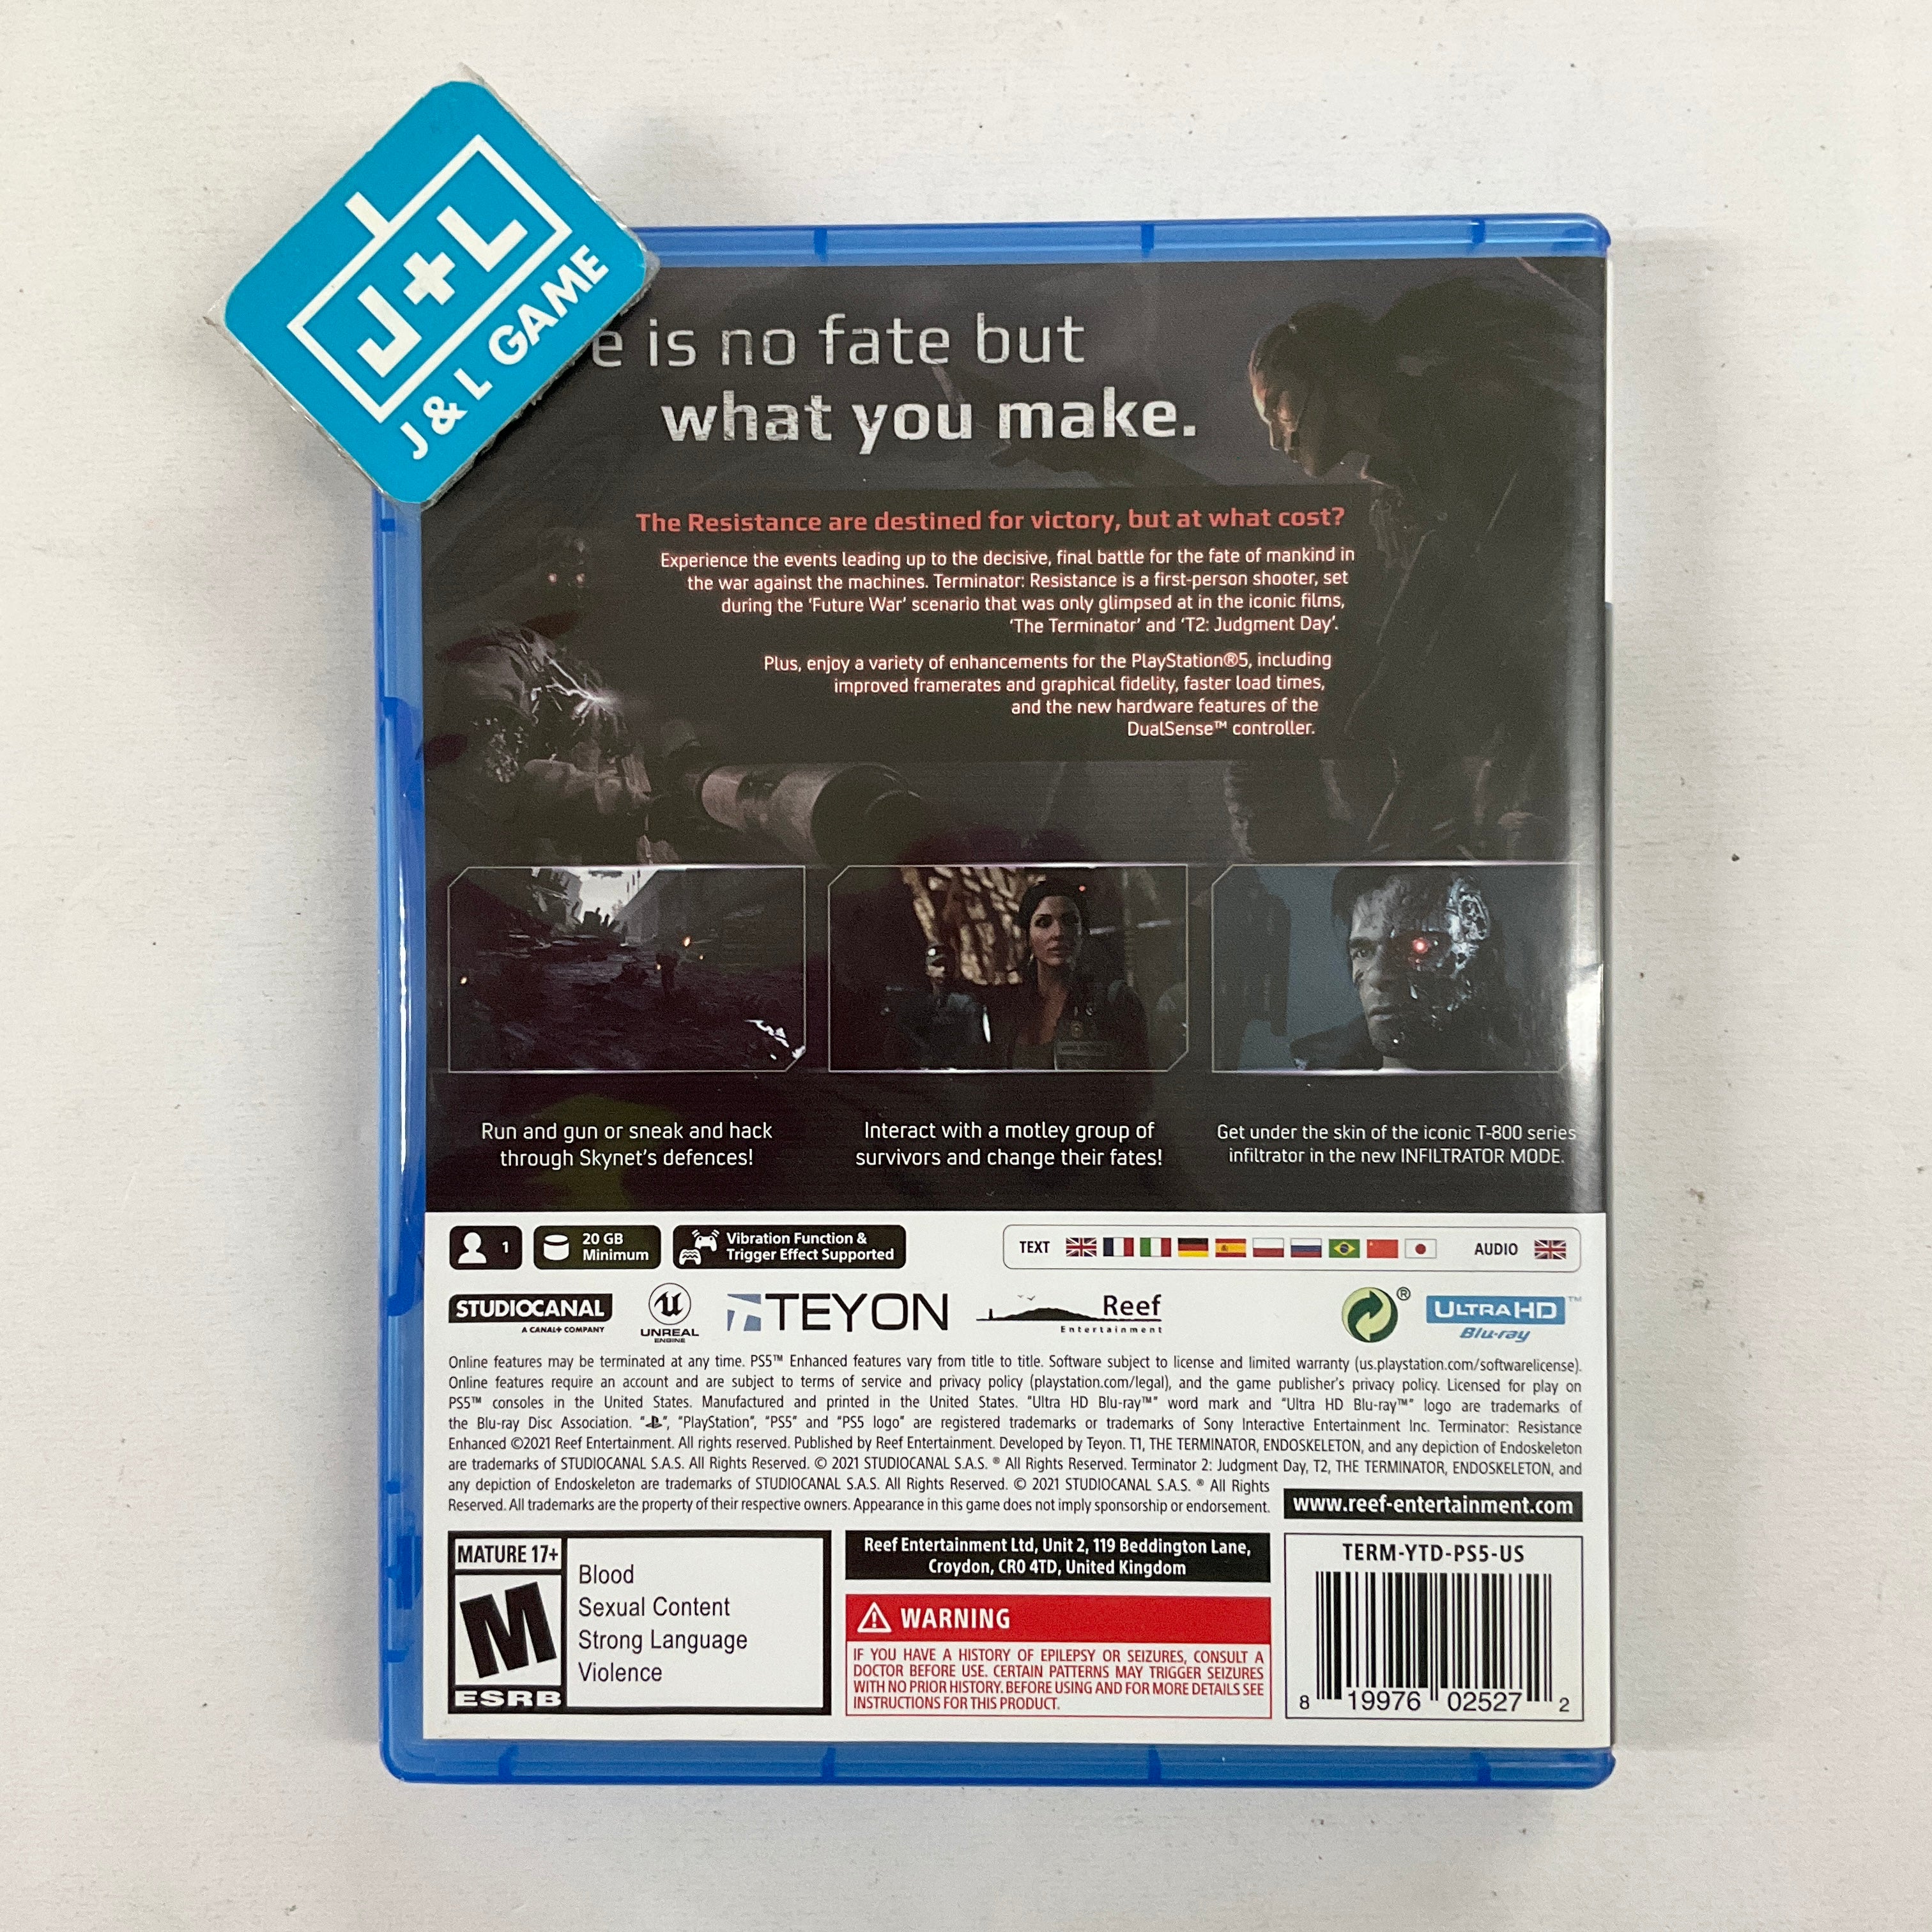 J+L
J & L GAME
e is no fate but
what you make.
The Resistance are destined for victory, but at what cost?
Experience the events leading up to the decisive, final battle for the fate of mankind in
the war against the machines. Terminator: Resistance is a first-person shooter, set
during the ‘Future War’ scenario that was only glimpsed at in the iconic films,
‘The Terminator’ and ‘T2: Judgment Day’.
Plus, enjoy a variety of enhancements for the PlayStation®5, including
improved framerates and graphical fidelity, faster load times,
and the new hardware features of the
DualSense™ controller.
Run and gun or sneak and hack
through Skynet's defences!
Interact with a motley group of
survivors and change their fates!
Get under the skin of the iconic T-800 series
infiltrator in the new INFILTRATOR MODE.
1
20 GB
Minimum
Vibration Function &
Trigger Effect Supported
TEXT
AUDIO
STUDIOCANAL
A CANAL+ COMPANY
UNREAL
ENGINE
TEYON
Reef
Entertainment
®
ULTRA HD™
Blu-ray
Online features may be terminated at any time. PS5™ Enhanced features vary from title to title. Software subject to license and limited warranty (us.playstation.com/softwarelicense).
Online features require an account and are subject to terms of service and privacy policy (playstation.com/legal), and the game publisher's privacy policy. Licensed for play on
PS5™ consoles in the United States. Manufactured and printed in the United States. "Ultra HD Blu-ray™" word mark and "Ultra HD Blu-ray™" logo are trademarks of
the Blu-ray Disc Association. "", "PlayStation", "PS5" and "PS5 logo" are registered trademarks or trademarks of Sony Interactive Entertainment Inc. Terminator: Resistance
Enhanced ©2021 Reef Entertainment. All rights reserved. Published by Reef Entertainment. Developed by Teyon. T1, THE TERMINATOR, ENDOSKELETON, and any depiction of Endoskeleton
are trademarks of STUDIOCANAL S.A.S. All Rights Reserved. © 2021 STUDIOCANAL S.A.S. ® All Rights Reserved. Terminator 2: Judgment Day, T2, THE TERMINATOR, ENDOSKELETON, and
any depiction of Endoskeleton are trademarks of STUDIOCANAL S.A.S. All Rights Reserved. © 2021 STUDIOCANAL S.A.S. ® All Rights
Reserved. All trademarks are the property of their respective owners. Appearance in this game does not imply sponsorship or endorsement.
www.reef-entertainment.com
MATURE 17+
M
ESRB
Blood
Sexual Content
Strong Language
Violence
Reef Entertainment Ltd, Unit 2, 119 Beddington Lane,
Croydon, CR0 4TD, United Kingdom
WARNING
IF YOU HAVE A HISTORY OF EPILEPSY OR SEIZURES, CONSULT A
DOCTOR BEFORE USE. CERTAIN PATTERNS MAY TRIGGER SEIZURES
WITH NO PRIOR HISTORY. BEFORE USING AND FOR MORE DETAILS SEE
INSTRUCTIONS FOR THIS PRODUCT.
TERM-YTD-PS5-US
8 19976 02527 2